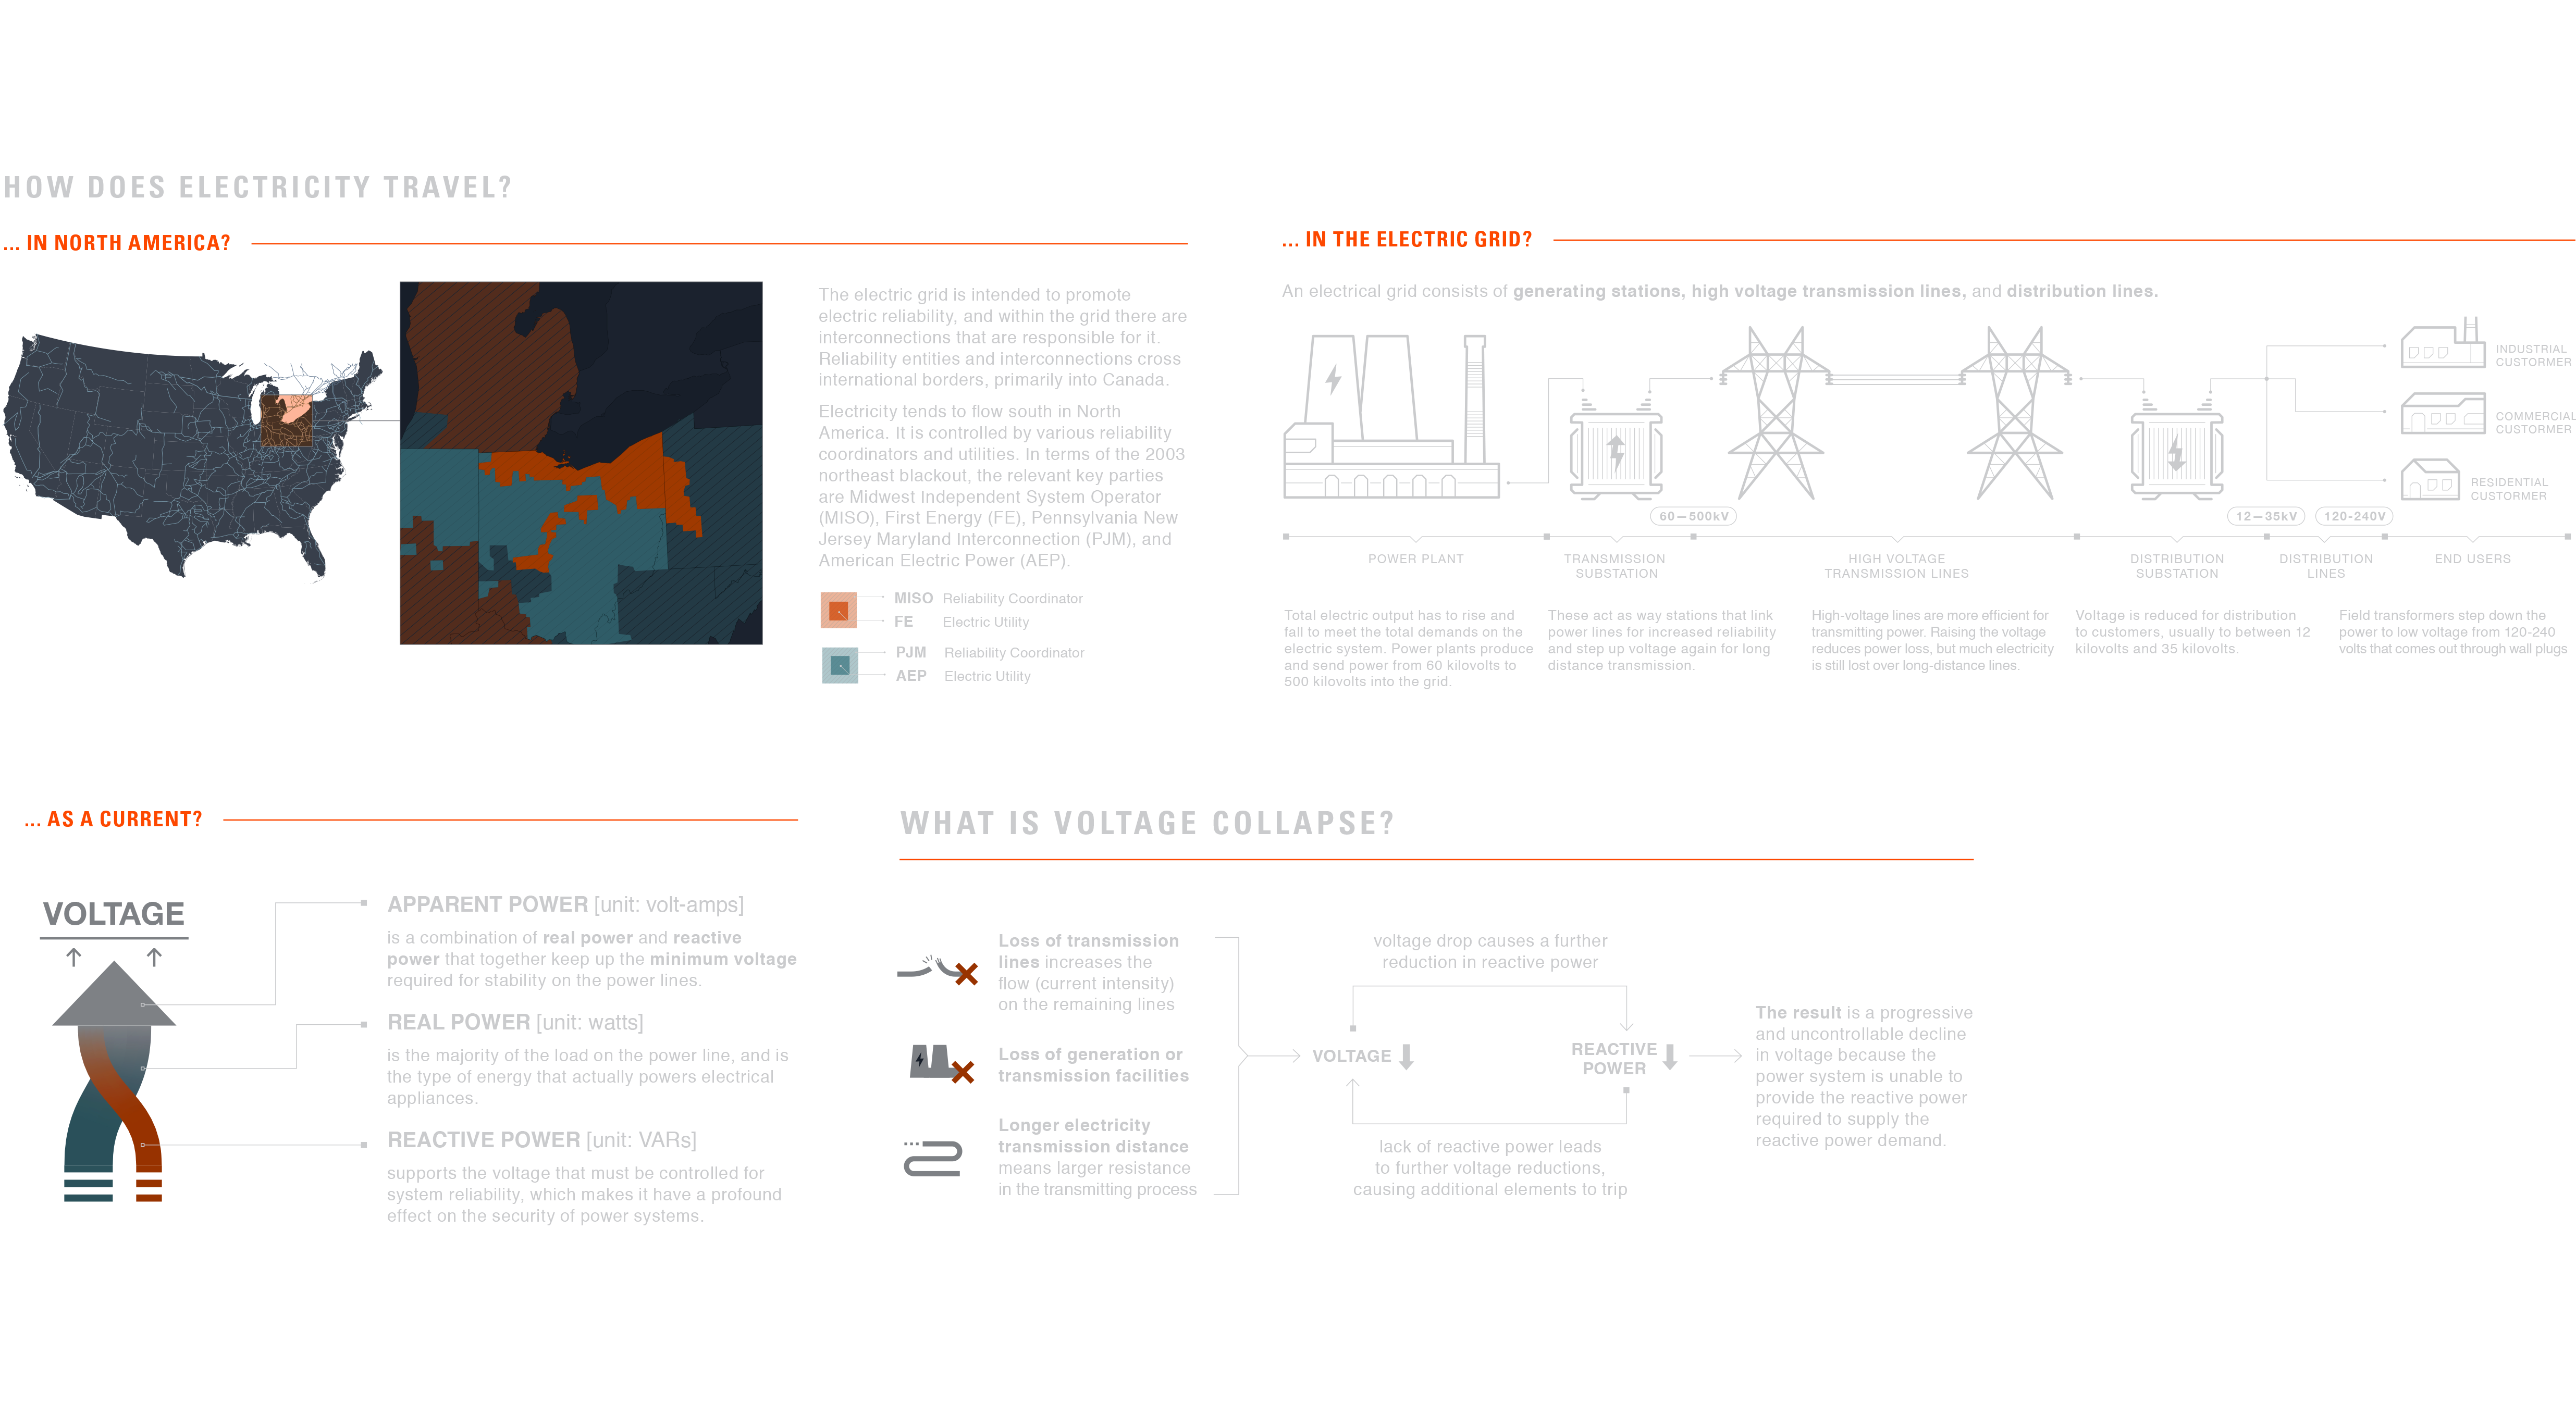 HOW DOES ELECTRICITY TRAVEL?
... IN NORTH AMERICA?
The electric grid is intended to promote
electric reliability, and within the grid there are
interconnections that are responsible for it.
Reliability entities and interconnections cross
international borders, primarily into Canada.
Electricity tends to flow south in North
America. It is controlled by various reliability
coordinators and utilities. In terms of the 2003
northeast blackout, the relevant key parties
are Midwest Independent System Operator
(MISO), First Energy (FE), Pennsylvania New
Jersey Maryland Interconnection (PJM), and
American Electric Power (AEP).
MISO Reliability Coordinator
FE Electric Utility
PJM Reliability Coordinator
AEP Electric Utility
... IN THE ELECTRIC GRID?
An electrical grid consists of generating stations, high voltage transmission lines, and distribution lines.
INDUSTRIAL
CUSTORMER
COMMERCIAL
CUSTORMER
RESIDENTIAL
CUSTORMER
60—500kV
12—35kV
120-240V
POWER PLANT
TRANSMISSION
SUBSTATION
HIGH VOLTAGE
TRANSMISSION LINES
DISTRIBUTION
SUBSTATION
DISTRIBUTION
LINES
END USERS
Total electric output has to rise and
fall to meet the total demands on the
electric system. Power plants produce
and send power from 60 kilovolts to
500 kilovolts into the grid.
These act as way stations that link
power lines for increased reliability
and step up voltage again for long
distance transmission.
High-voltage lines are more efficient for
transmitting power. Raising the voltage
reduces power loss, but much electricity
is still lost over long-distance lines.
Voltage is reduced for distribution
to customers, usually to between 12
kilovolts and 35 kilovolts.
Field transformers step down the
power to low voltage from 120-240
volts that comes out through wall plugs
... AS A CURRENT?
VOLTAGE
APPARENT POWER [unit: volt-amps]
is a combination of real power and reactive
power that together keep up the minimum voltage
required for stability on the power lines.
REAL POWER [unit: watts]
is the majority of the load on the power line, and is
the type of energy that actually powers electrical
appliances.
REACTIVE POWER [unit: VARs]
supports the voltage that must be controlled for
system reliability, which makes it have a profound
effect on the security of power systems.
WHAT IS VOLTAGE COLLAPSE?
Loss of transmission
lines increases the
flow (current intensity)
on the remaining lines
Loss of generation or
transmission facilities
Longer electricity
transmission distance
means larger resistance
in the transmitting process
voltage drop causes a further
reduction in reactive power
VOLTAGE
REACTIVE
POWER
lack of reactive power leads
to further voltage reductions,
causing additional elements to trip
The result is a progressive
and uncontrollable decline
in voltage because the
power system is unable to
provide the reactive power
required to supply the
reactive power demand.